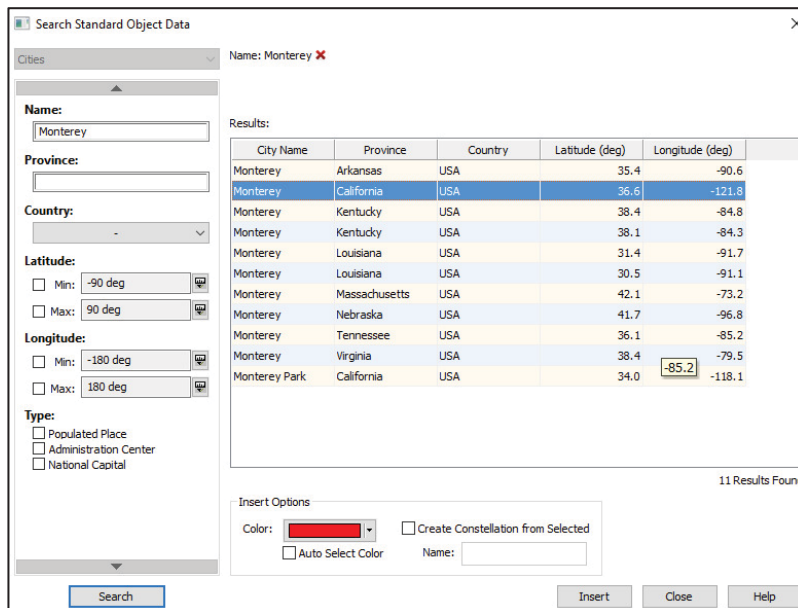 Search Standard Object Data
Cities
Name: Monterey
Name:
Monterey
Province:
Country:
-
Latitude:
Min: -90 deg
Max: 90 deg
Longitude:
Min: -180 deg
Max: 180 deg
Type:
Populated Place
Administration Center
National Capital
Search
Results:
City Name Province Country Latitude (deg) Longitude (deg)
Monterey Arkansas USA 35.4 -90.6
Monterey California USA 36.6 -121.8
Monterey Kentucky USA 38.4 -84.8
Monterey Kentucky USA 38.1 -84.3
Monterey Louisiana USA 31.4 -91.7
Monterey Louisiana USA 30.5 -91.1
Monterey Massachusetts USA 42.1 -73.2
Monterey Nebraska USA 41.7 -96.8
Monterey Tennessee USA 36.1 -85.2
Monterey Virginia USA 38.4 -79.5
-85.2
Monterey Park California USA 34.0 -118.1
11 Results Foun
Insert Options
Color:
Create Constellation from Selected
Auto Select Color
Name:
Insert Close Help